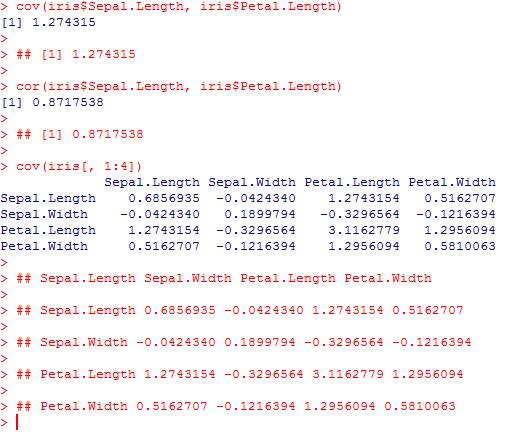 > cov(iris$Sepal.Length, iris$Petal.Length)
[1] 1.274315
>
> ## [1] 1.274315
>
> cor(iris$Sepal.Length, iris$Petal.Length)
[1] 0.8717538
>
> ## [1] 0.8717538
>
> cov(iris[, 1:4])
             Sepal.Length Sepal.Width Petal.Length Petal.Width
Sepal.Length    0.6856935  -0.0424340    1.2743154   0.5162707
Sepal.Width    -0.0424340   0.1899794   -0.3296564  -0.1216394
Petal.Length    1.2743154  -0.3296564    3.1162779   1.2956094
Petal.Width     0.5162707  -0.1216394    1.2956094   0.5810063
>
> ## Sepal.Length Sepal.Width Petal.Length Petal.Width
>
> ## Sepal.Length 0.6856935 -0.0424340 1.2743154 0.5162707
>
> ## Sepal.Width -0.0424340 0.1899794 -0.3296564 -0.1216394
>
> ## Petal.Length 1.2743154 -0.3296564 3.1162779 1.2956094
>
> ## Petal.Width 0.5162707 -0.1216394 1.2956094 0.5810063
>